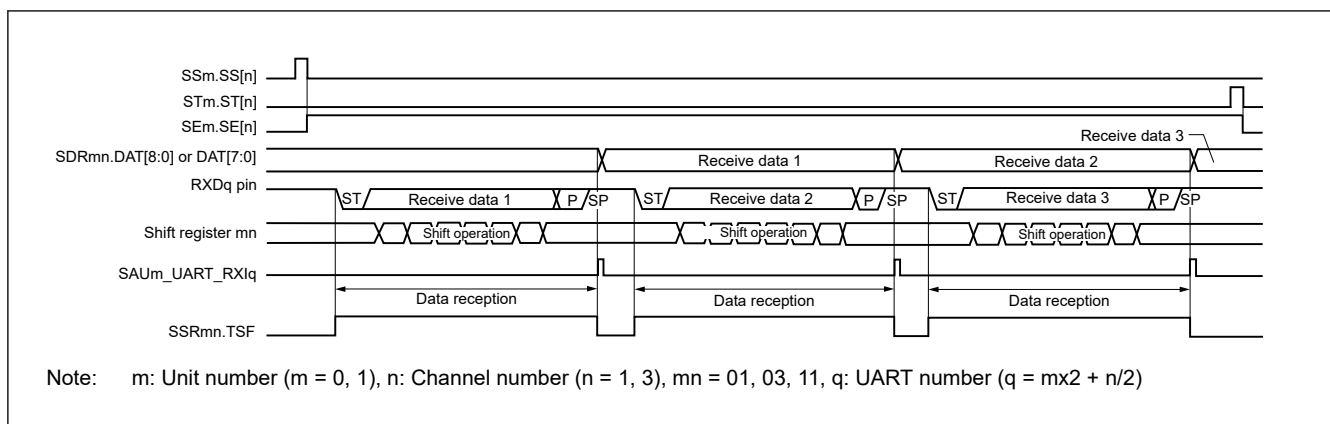 SSm.SS[n]
STm.ST[n]
SEm.SE[n]
Receive data 3
SDRmn.DAT[8:0] or DAT[7:0]
Receive data 1
Receive data 2
RXDq pin
ST
Receive data 1
P
SP
ST
Receive data 2
P
SP
ST
Receive data 3
P
SP
Shift register mn
Shift operation
Shift operation
Shift operation
SAUm_UART_RXIq
Data reception
Data reception
Data reception
SSRmn.TSF
Note: m: Unit number (m = 0, 1), n: Channel number (n = 1, 3), mn = 01, 03, 11, q: UART number (q = mx2 + n/2)